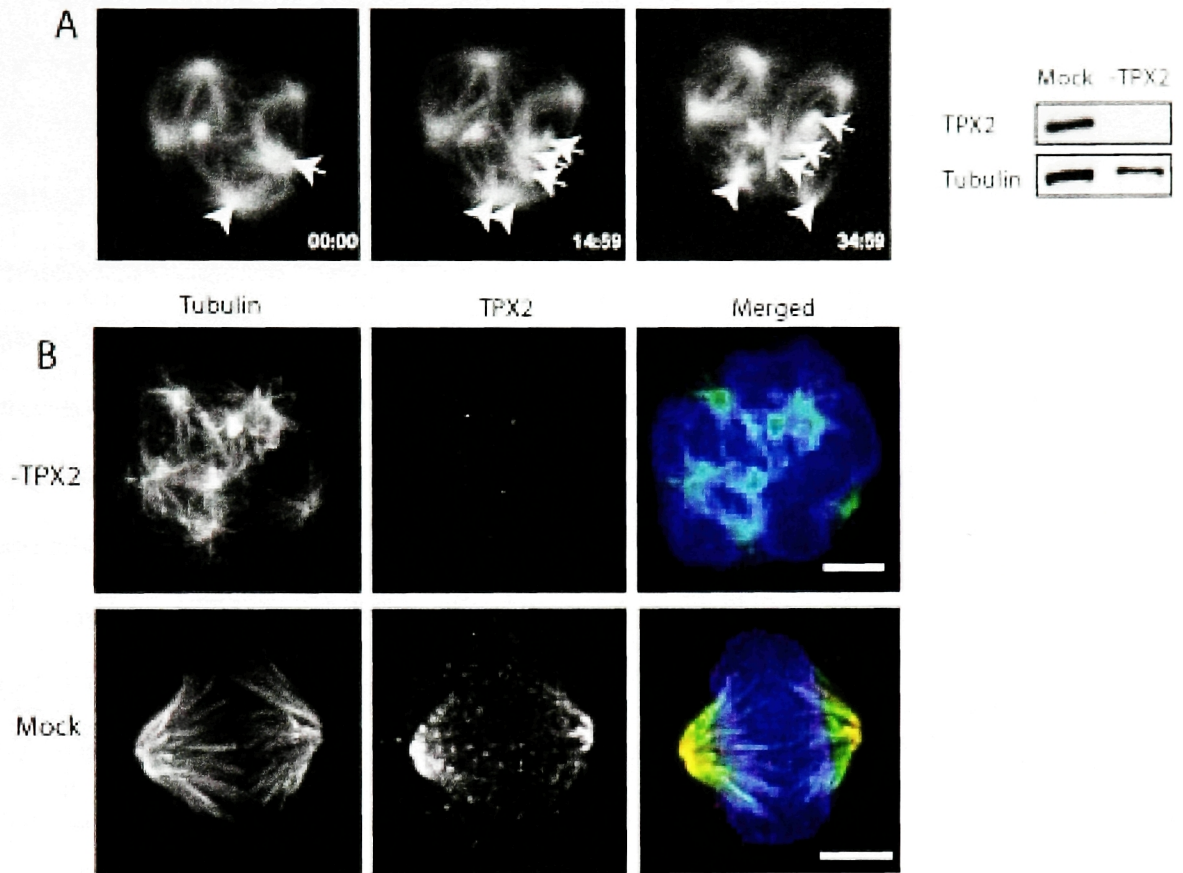 A
00:00
14:59
34:59
Mock -TPX2
TPX2
Tubulin
Tubulin TPX2 Merged
B
-TPX2
Mock